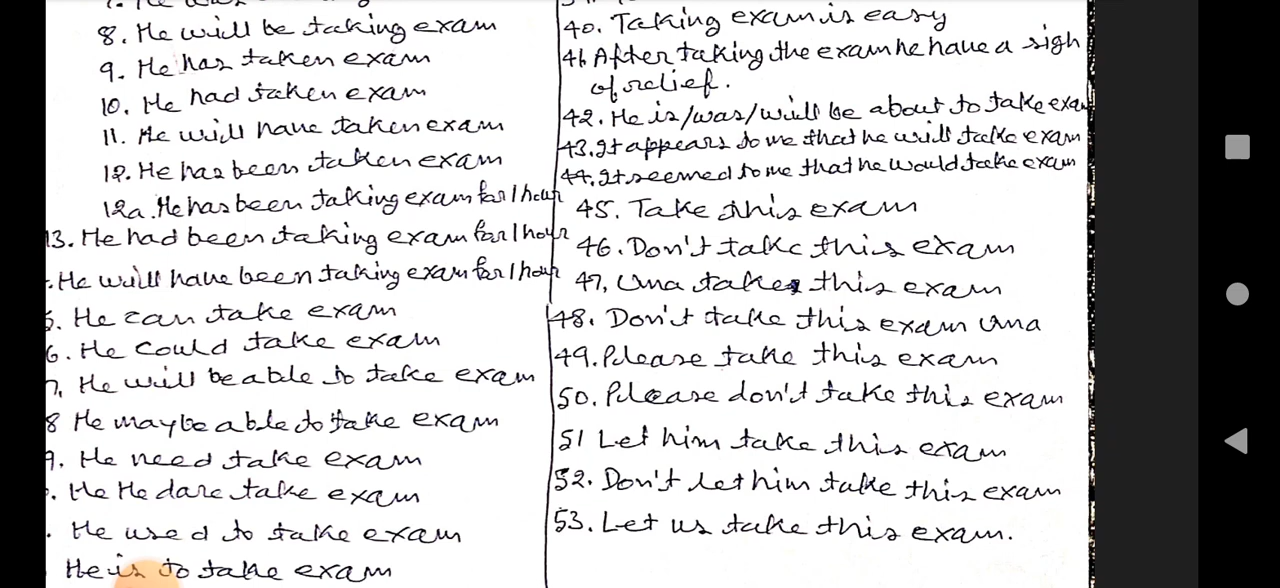 8. He will be taking exam
9. He has taken exam
10. He had taken exam
11. He will have taken exam
12. He has been taken exam
12a. He has been taking exam for 1 hour
13. He had been taking exam for 1 hour
. He will have been taking exam for 1 hour
5. He can take exam
6. He could take exam
7, He will be able to take exam
8 He may be able to take exam
9. He need take exam
. He He dare take exam
. He used to take exam
He is to take exam
40. Taking exam is easy
41. After taking the exam he have a sigh
of relief.
42. He is/was/will be about to take exam
43. It appears to me that he will take exam
44. It seemed to me that he would take exam
45. Take this exam
46. Don't take this exam
47, Uma take this exam
48. Don't take this exam Uma
49. Please take this exam
50. Please don't take this exam
51 Let him take this exam
52. Don't let him take this exam
53. Let us take this exam.